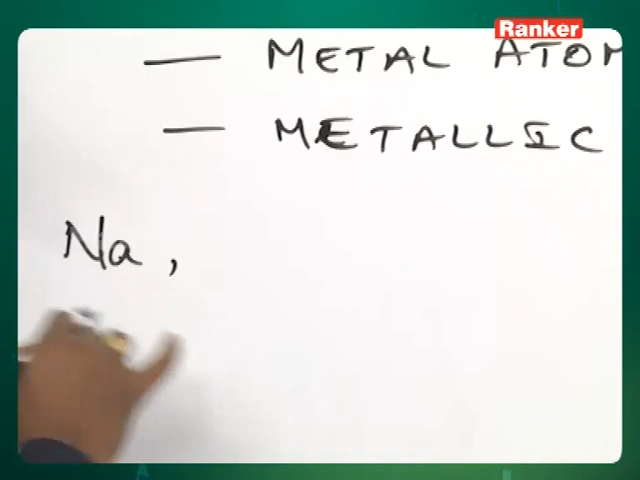 Ranker
— METAL ATOM
— METALLIC
Na,